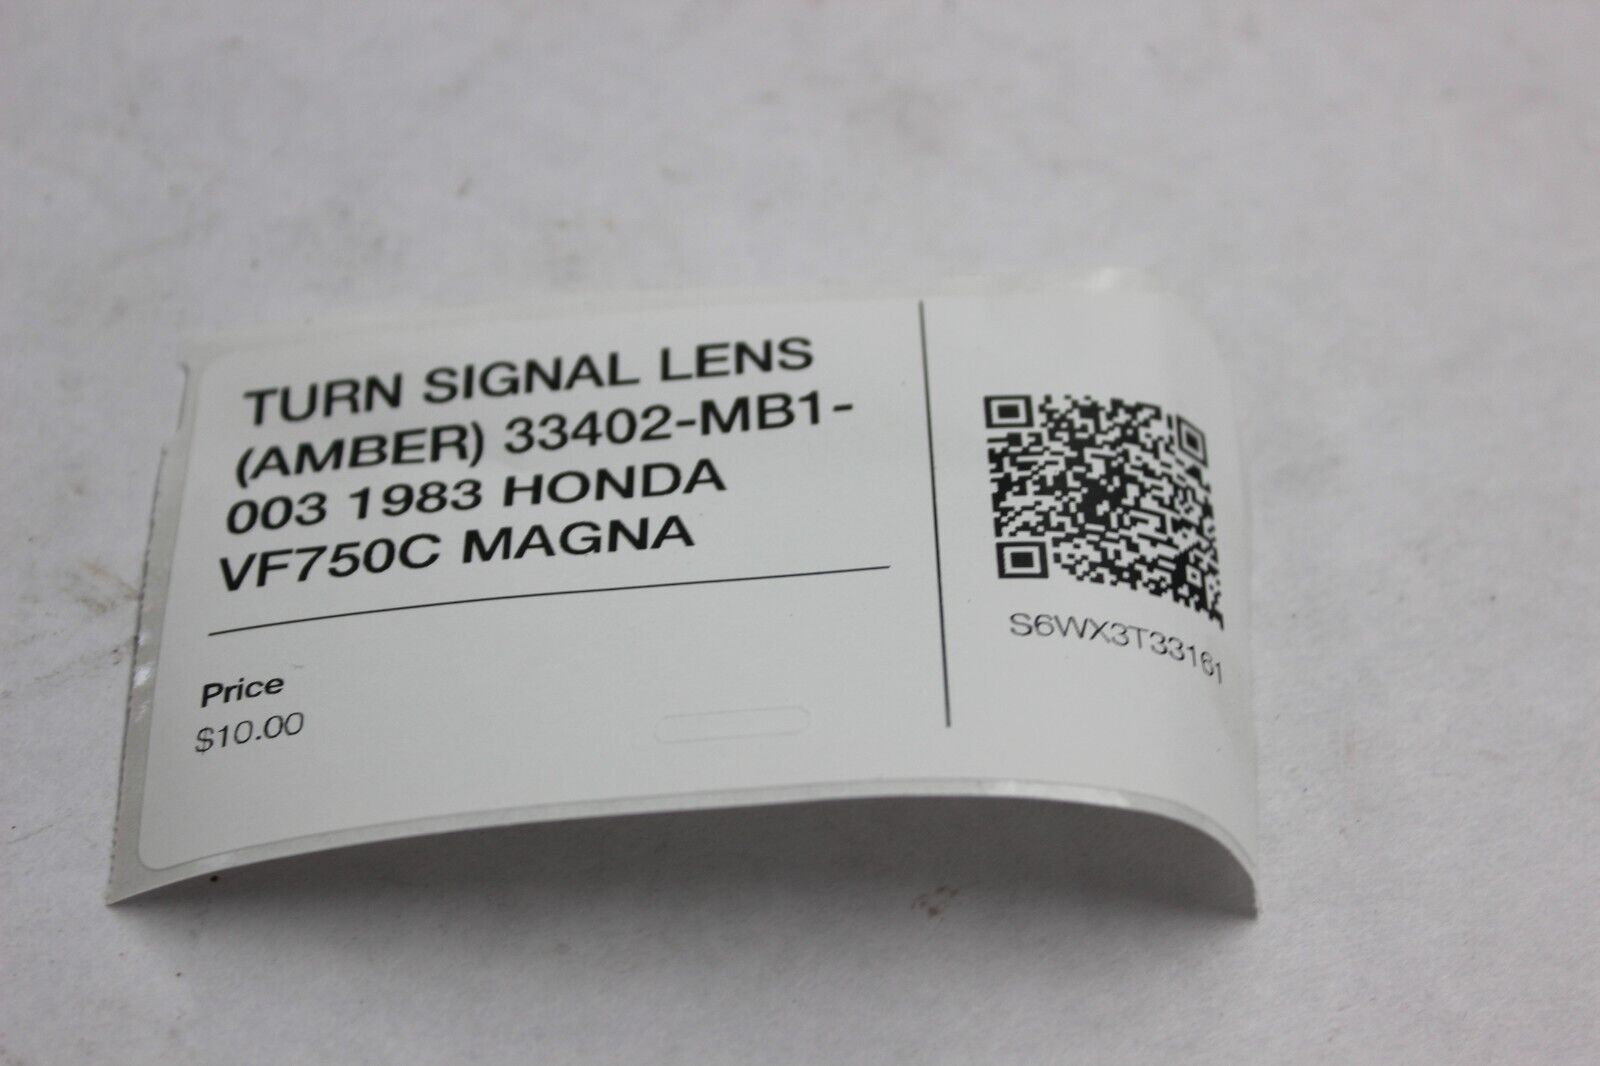 TURN SIGNAL LENS
(AMBER) 33402-MB1-
003 1983 HONDA
VF750C MAGNA
Price
$10.00
S6WX3T33161